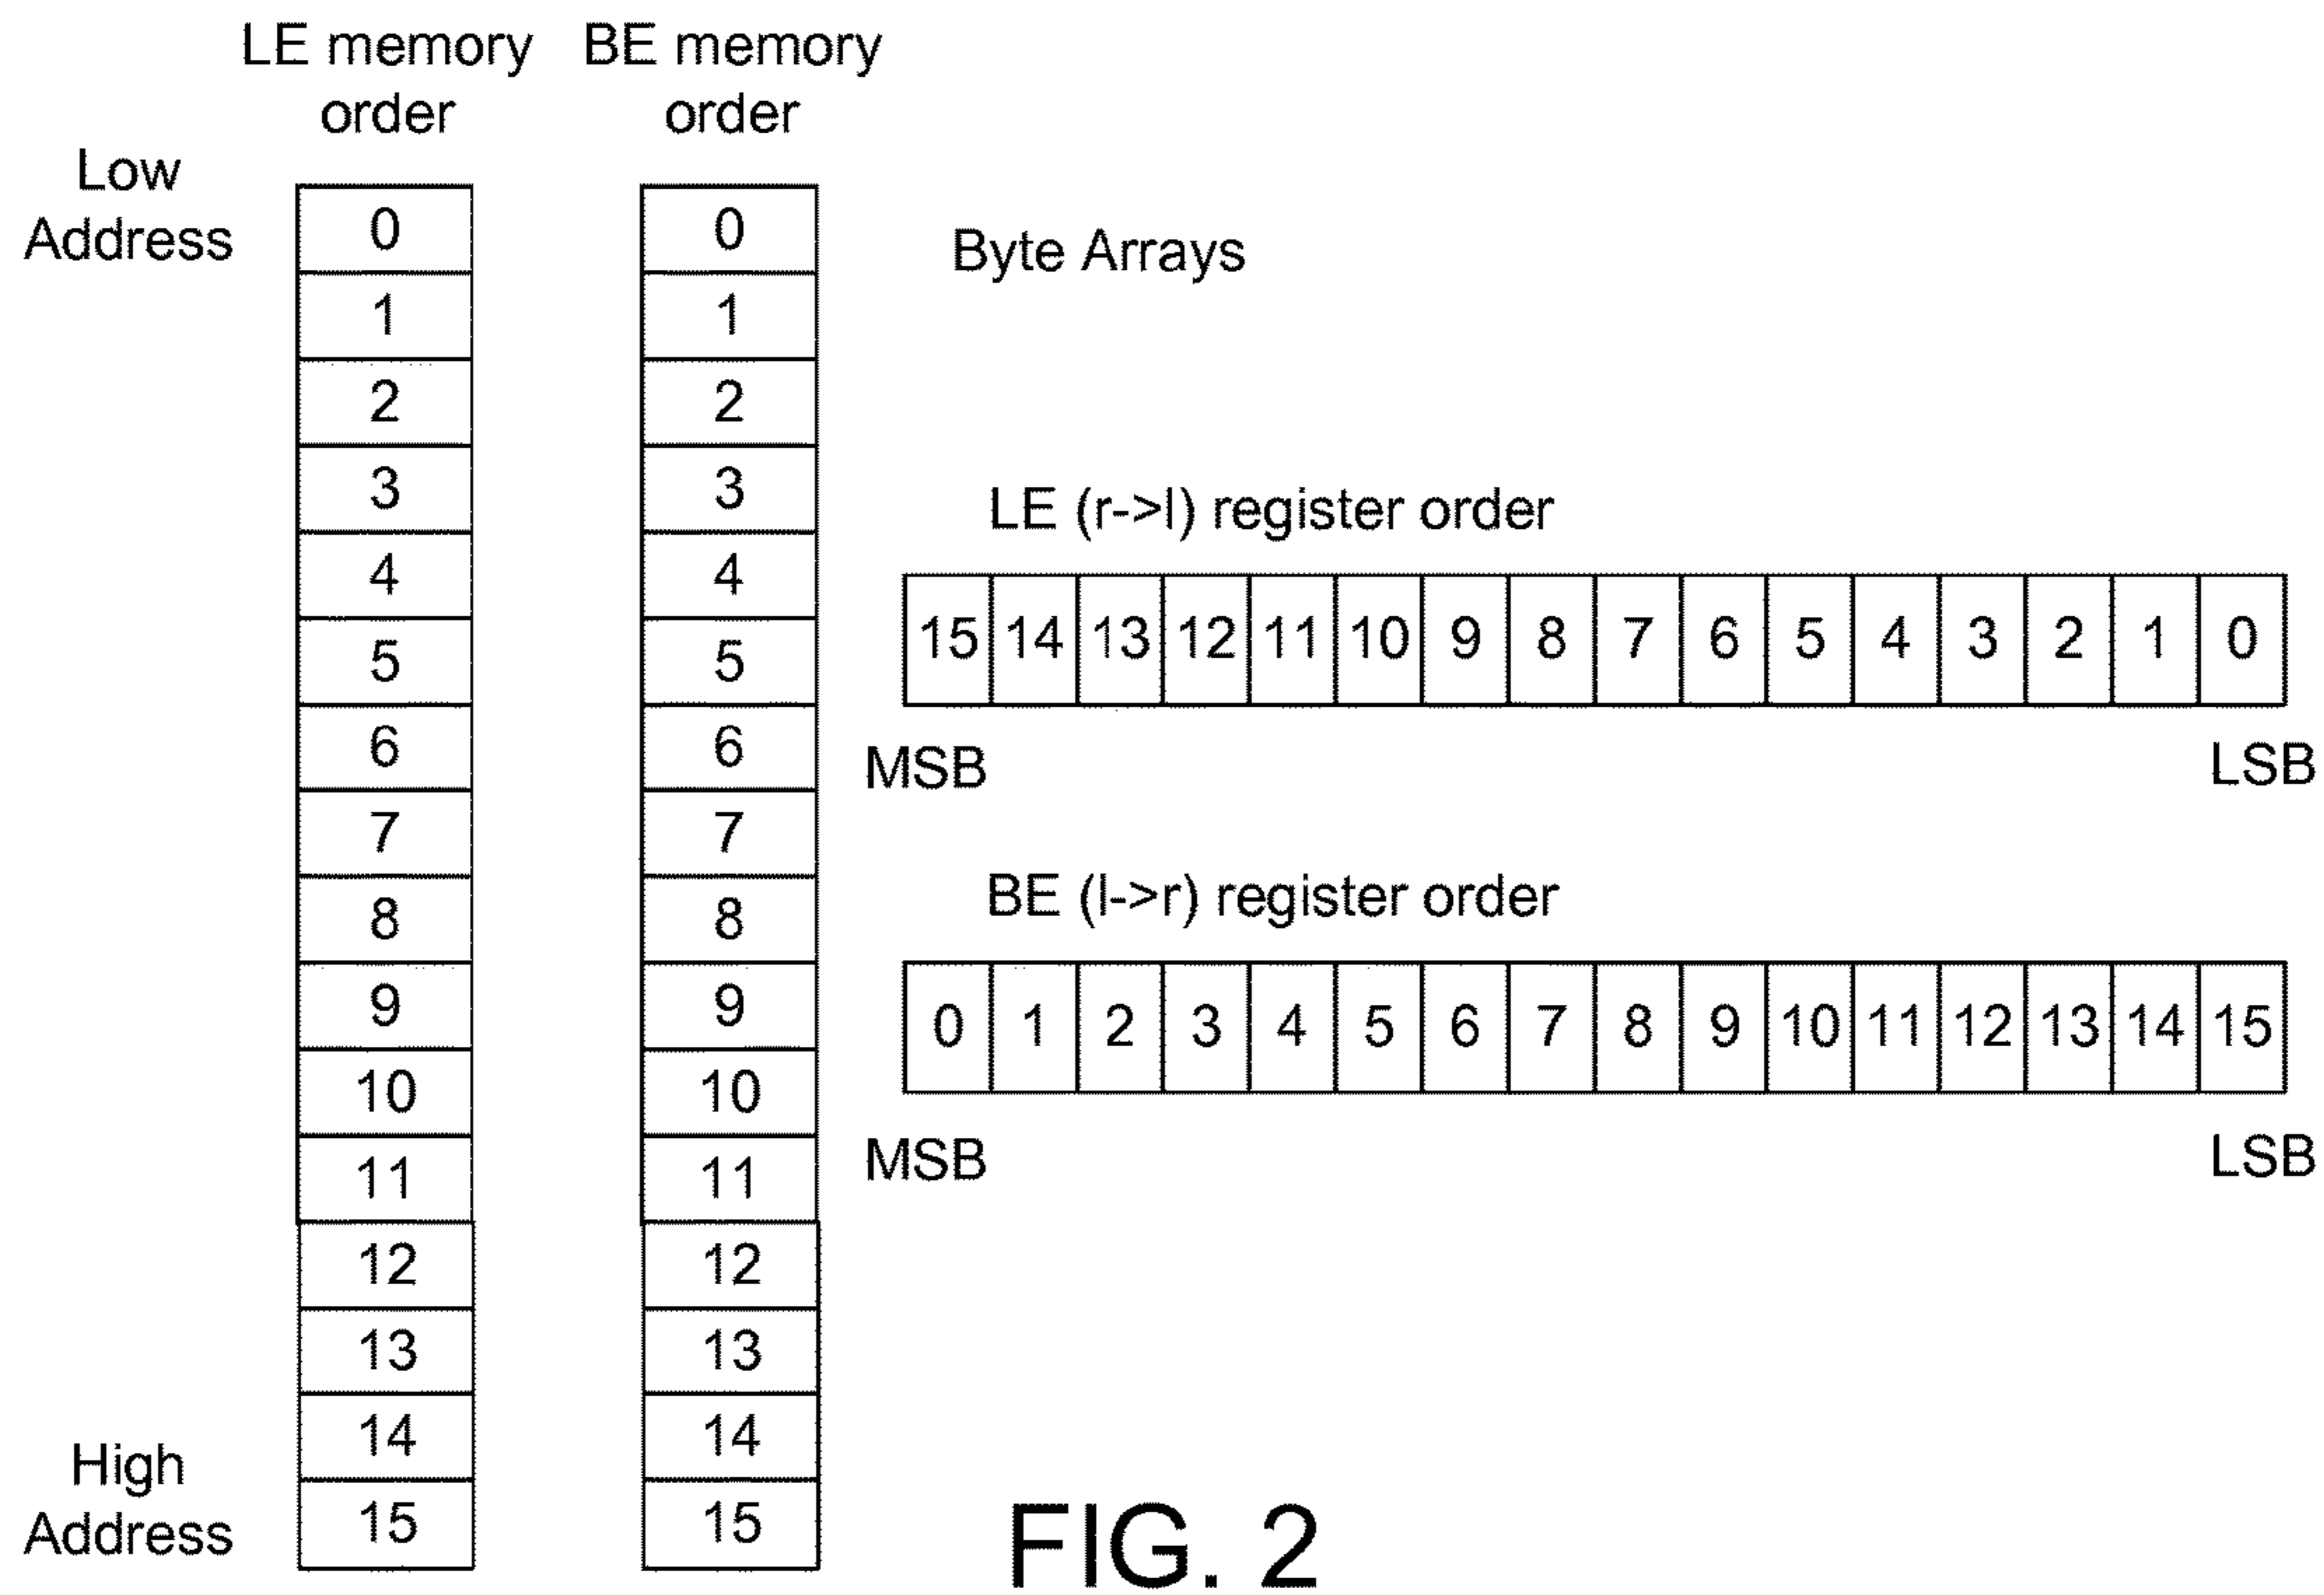 LE memory order
BE memory order
Low Address
0 0
Byte Arrays
1 1
2 2
3 3
LE (r->l) register order
4 4
15 14 13 12 11 10 9 8 7 6 5 4 3 2 1 0
5 5
6 6
MSB LSB
7 7
BE (l->r) register order
8 8
9 9
0 1 2 3 4 5 6 7 8 9 10 11 12 13 14 15
10 10
11 11
MSB LSB
12 12
13 13
14 14
High Address
15 15
FIG. 2